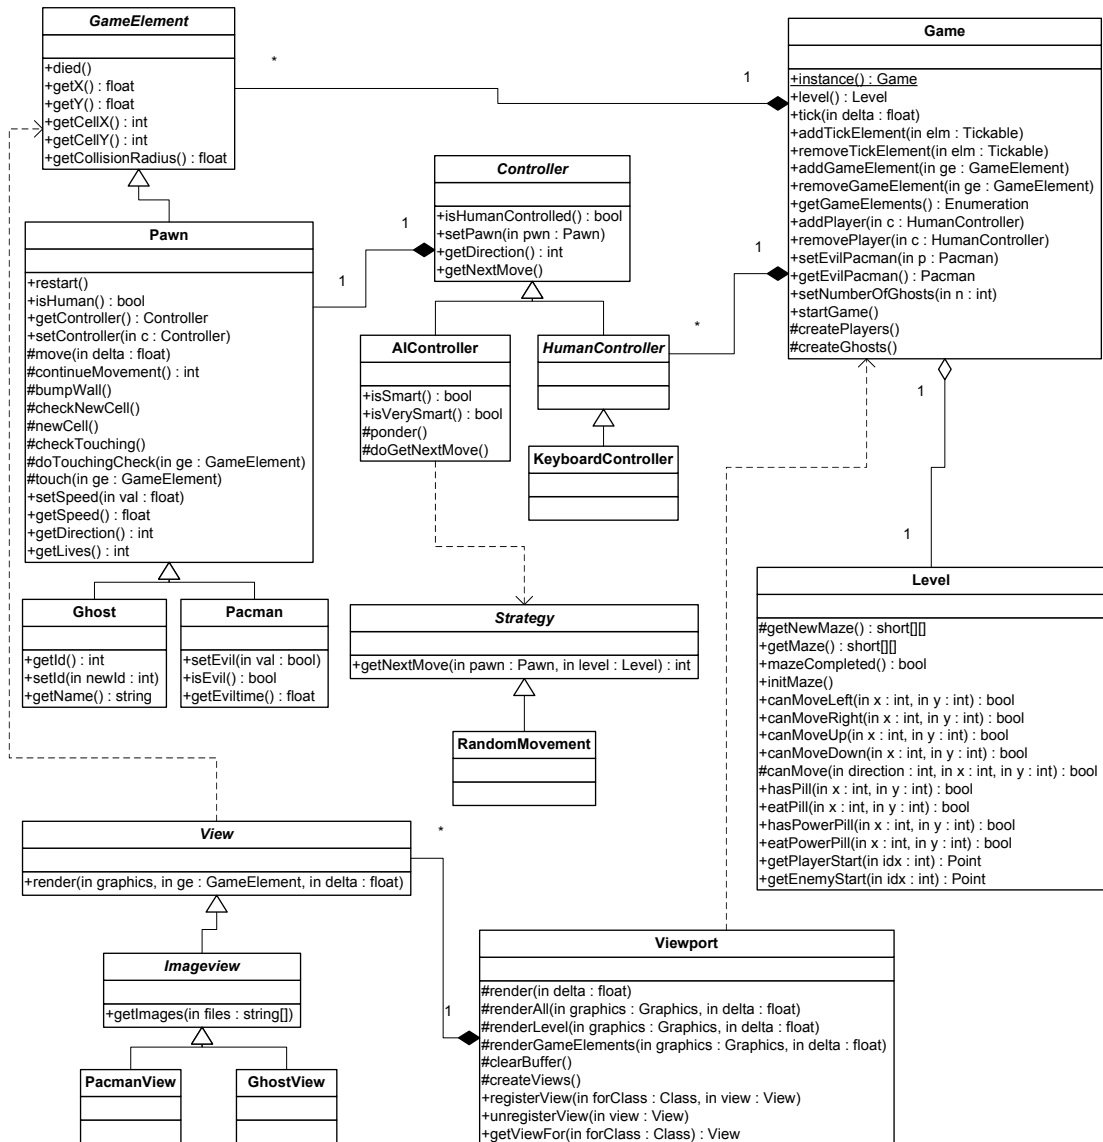 GameElement
+died()
+getX() : float
+getY() : float
+getCellX() : int
+getCellY() : int
+getCollisionRadius() : float
*
1
Game
+instance() : Game
+level() : Level
+tick(in delta : float)
+addTickElement(in elm : Tickable)
+removeTickElement(in elm : Tickable)
+addGameElement(in ge : GameElement)
+removeGameElement(in ge : GameElement)
+getGameElements() : Enumeration
+addPlayer(in c : HumanController)
+removePlayer(in c : HumanController)
+setEvilPacman(in p : Pacman)
+getEvilPacman() : Pacman
+setNumberOfGhosts(in n : int)
+startGame()
#createPlayers()
#createGhosts()
Controller
+isHumanControlled() : bool
+setPawn(in pwn : Pawn)
+getDirection() : int
+getNextMove()
1
1
1
*
Pawn
+restart()
+isHuman() : bool
+getController() : Controller
+setController(in c : Controller)
#move(in delta : float)
#continueMovement() : int
#bumpWall()
#checkNewCell()
#newCell()
#checkTouching()
#doTouchingCheck(in ge : GameElement)
#touch(in ge : GameElement)
+setSpeed(in val : float)
+getSpeed() : float
+getDirection() : int
+getLives() : int
AIController
+isSmart() : bool
+isVerySmart() : bool
#ponder()
#doGetNextMove()
HumanController
KeyboardController
1
1
Ghost
+getId() : int
+setId(in newId : int)
+getName() : string
Pacman
+setEvil(in val : bool)
+isEvil() : bool
+getEviltime() : float
Strategy
+getNextMove(in pawn : Pawn, in level : Level) : int
RandomMovement
Level
#getNewMaze() : short[][]
+getMaze() : short[][]
+mazeCompleted() : bool
+initMaze()
+canMoveLeft(in x : int, in y : int) : bool
+canMoveRight(in x : int, in y : int) : bool
+canMoveUp(in x : int, in y : int) : bool
+canMoveDown(in x : int, in y : int) : bool
#canMove(in direction : int, in x : int, in y : int) : bool
+hasPill(in x : int, in y : int) : bool
+eatPill(in x : int, in y : int) : bool
+hasPowerPill(in x : int, in y : int) : bool
+eatPowerPill(in x : int, in y : int) : bool
+getPlayerStart(in idx : int) : Point
+getEnemyStart(in idx : int) : Point
View
+render(in graphics, in ge : GameElement, in delta : float)
*
1
Imageview
+getImages(in files : string[])
PacmanView
GhostView
Viewport
#render(in delta : float)
#renderAll(in graphics : Graphics, in delta : float)
#renderLevel(in graphics : Graphics, in delta : float)
#renderGameElements(in graphics : Graphics, in delta : float)
#clearBuffer()
#createViews()
+registerView(in forClass : Class, in view : View)
+unregisterView(in view : View)
+getViewFor(in forClass : Class) : View